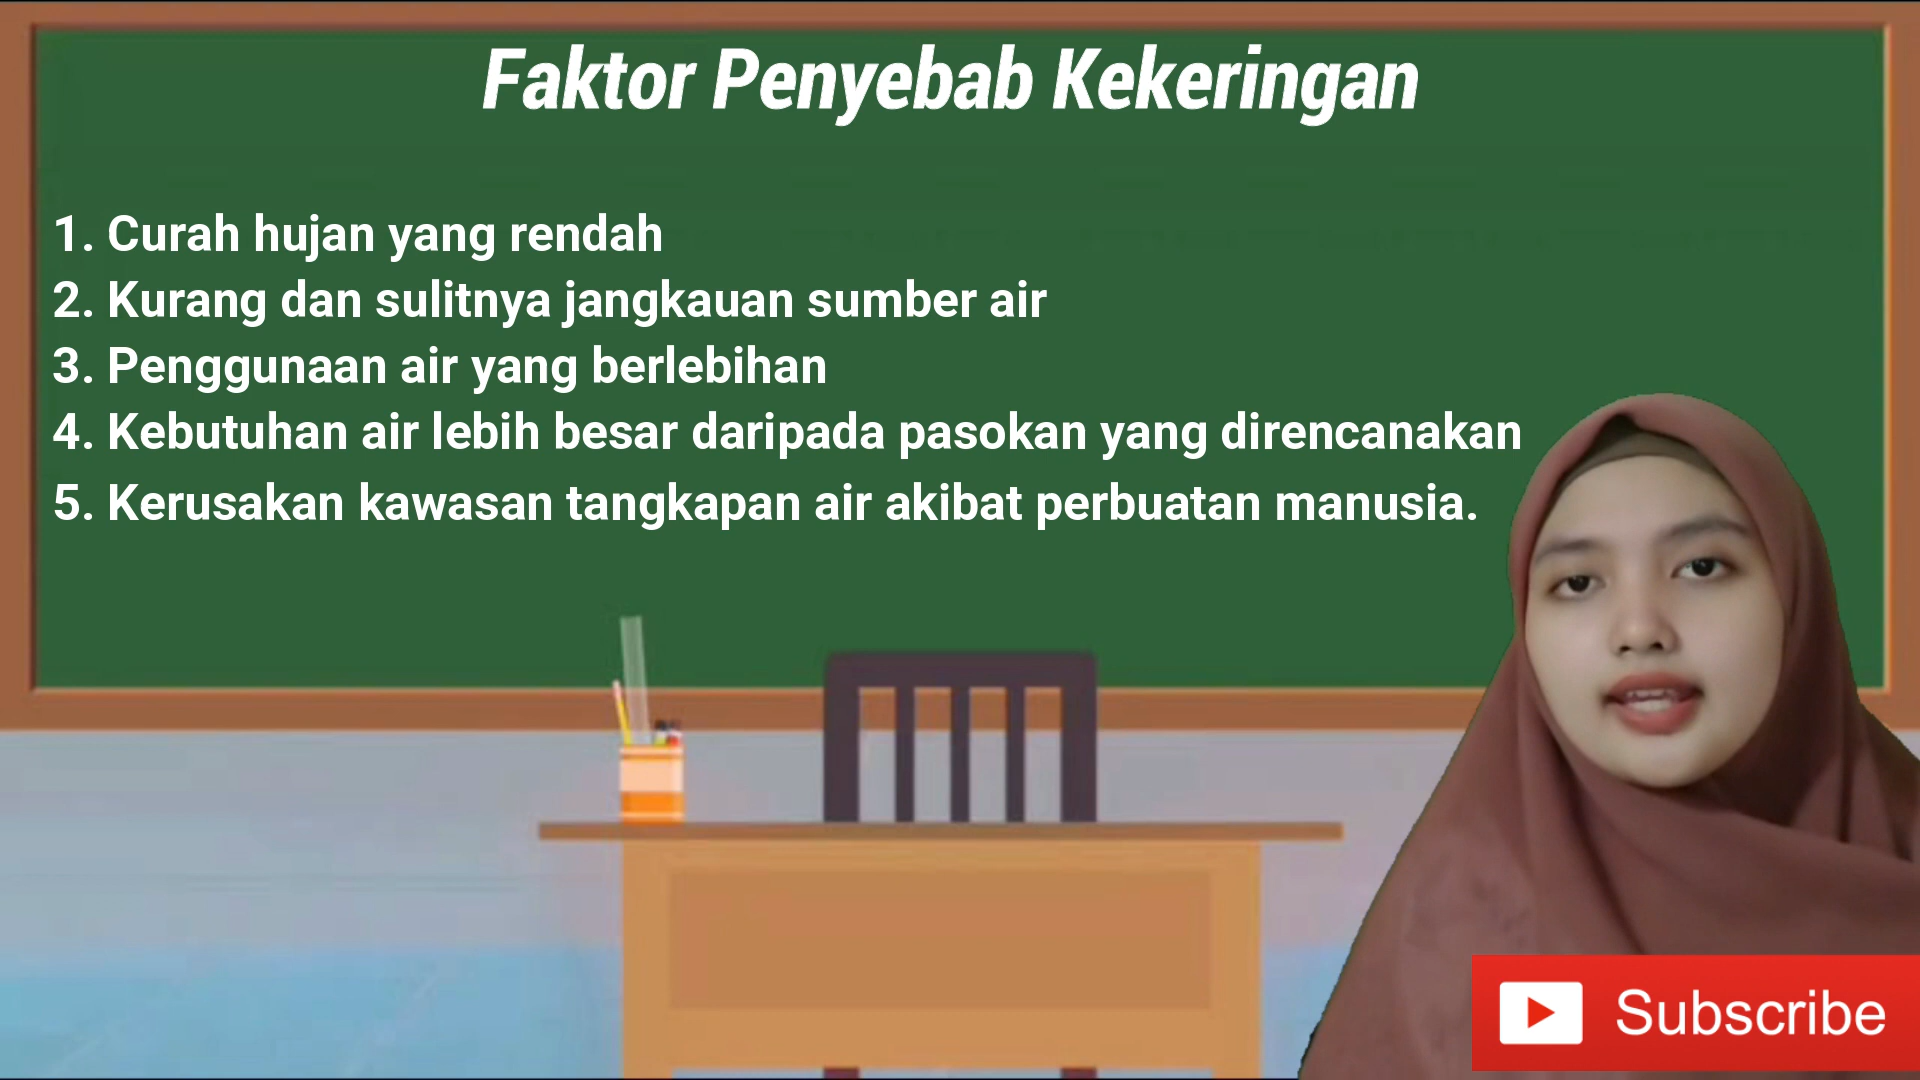 Faktor Penyebab Kekeringan
1. Curah hujan yang rendah
2. Kurang dan sulitnya jangkauan sumber air
3. Penggunaan air yang berlebihan
4. Kebutuhan air lebih besar daripada pasokan yang direncanakan
5. Kerusakan kawasan tangkapan air akibat perbuatan manusia.
Subscribe